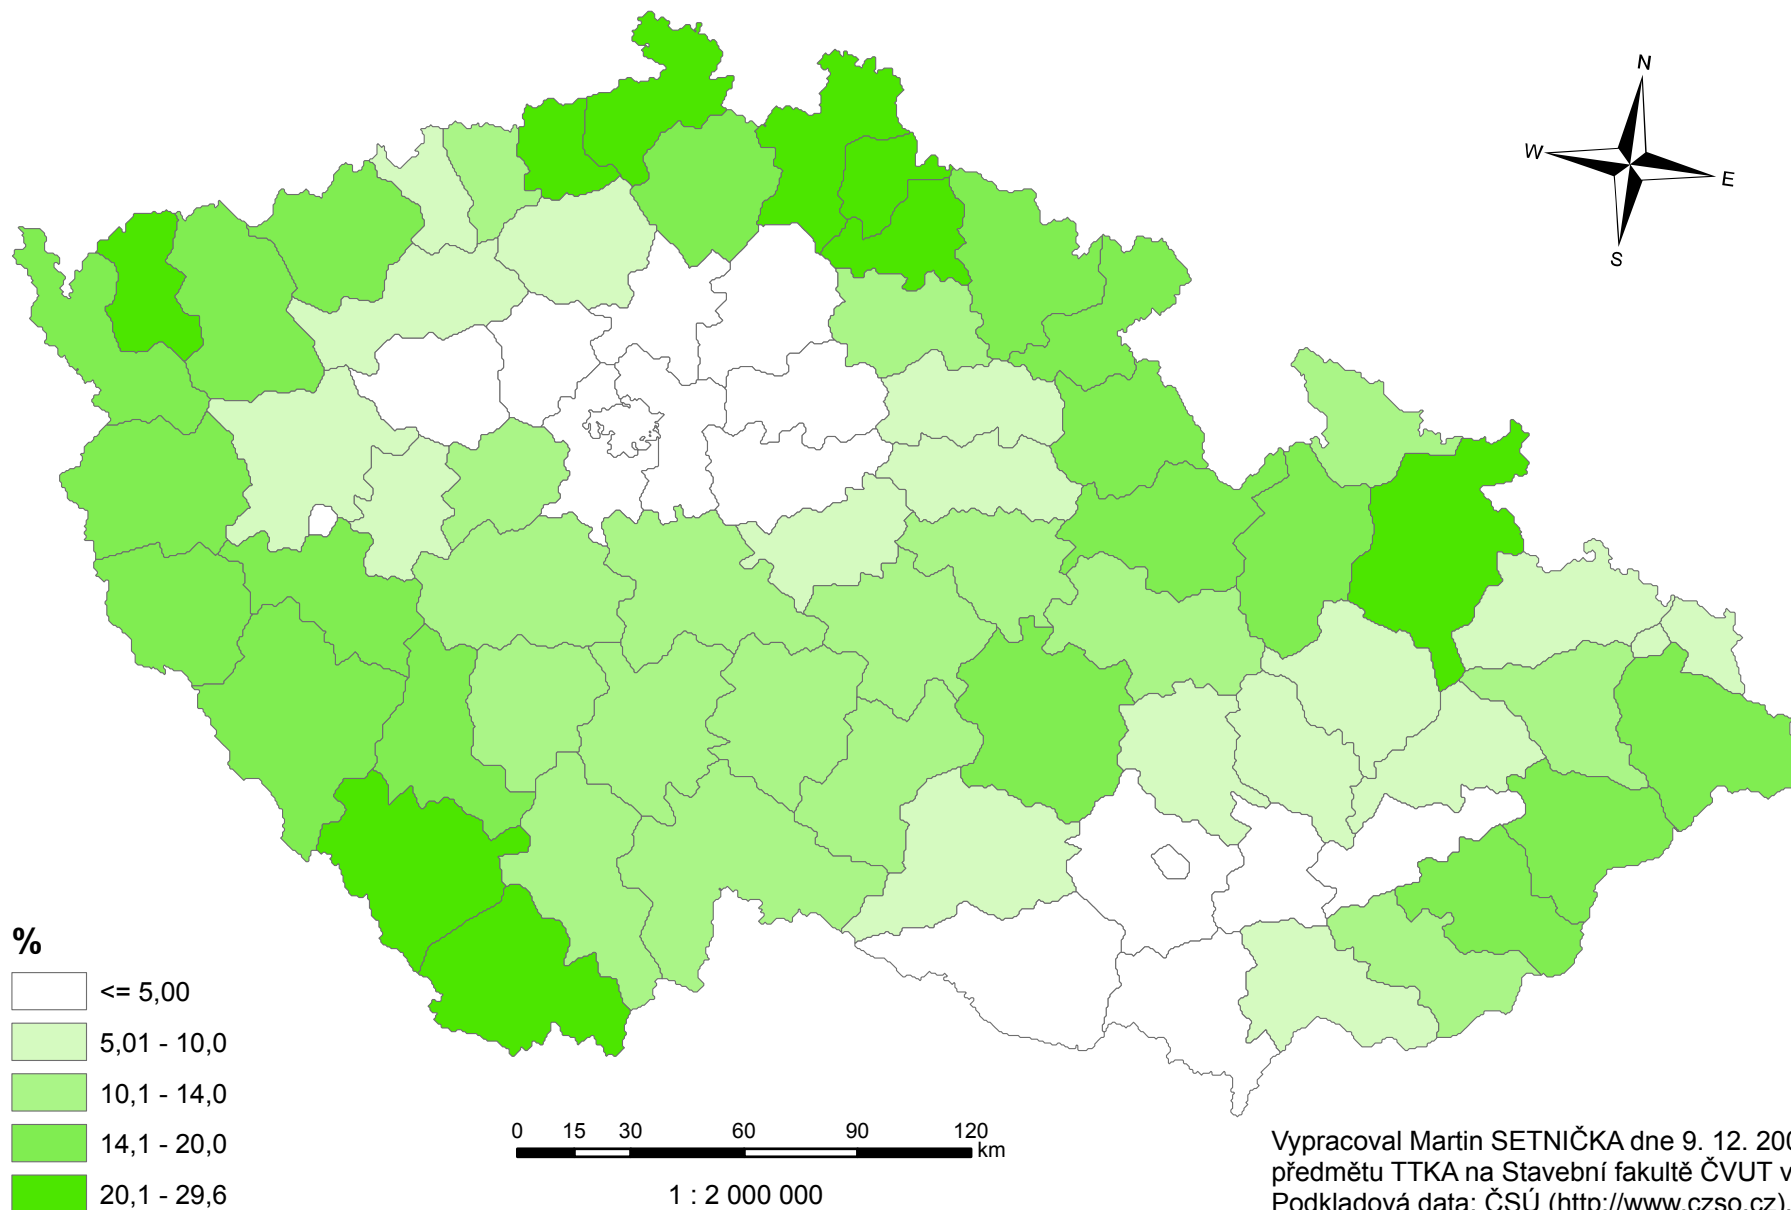 N
W
E
S
%
<= 5,00
5,01 - 10,0
10,1 - 14,0
14,1 - 20,0
20,1 - 29,6
0 15 30 60 90 120
km
1 : 2 000 000
Vypracoval Martin SETNIČKA dne 9. 12. 200
předmětu TTKA na Stavební fakultě ČVUT v
Podkladová data: ČSÚ (http://www.czso.cz).